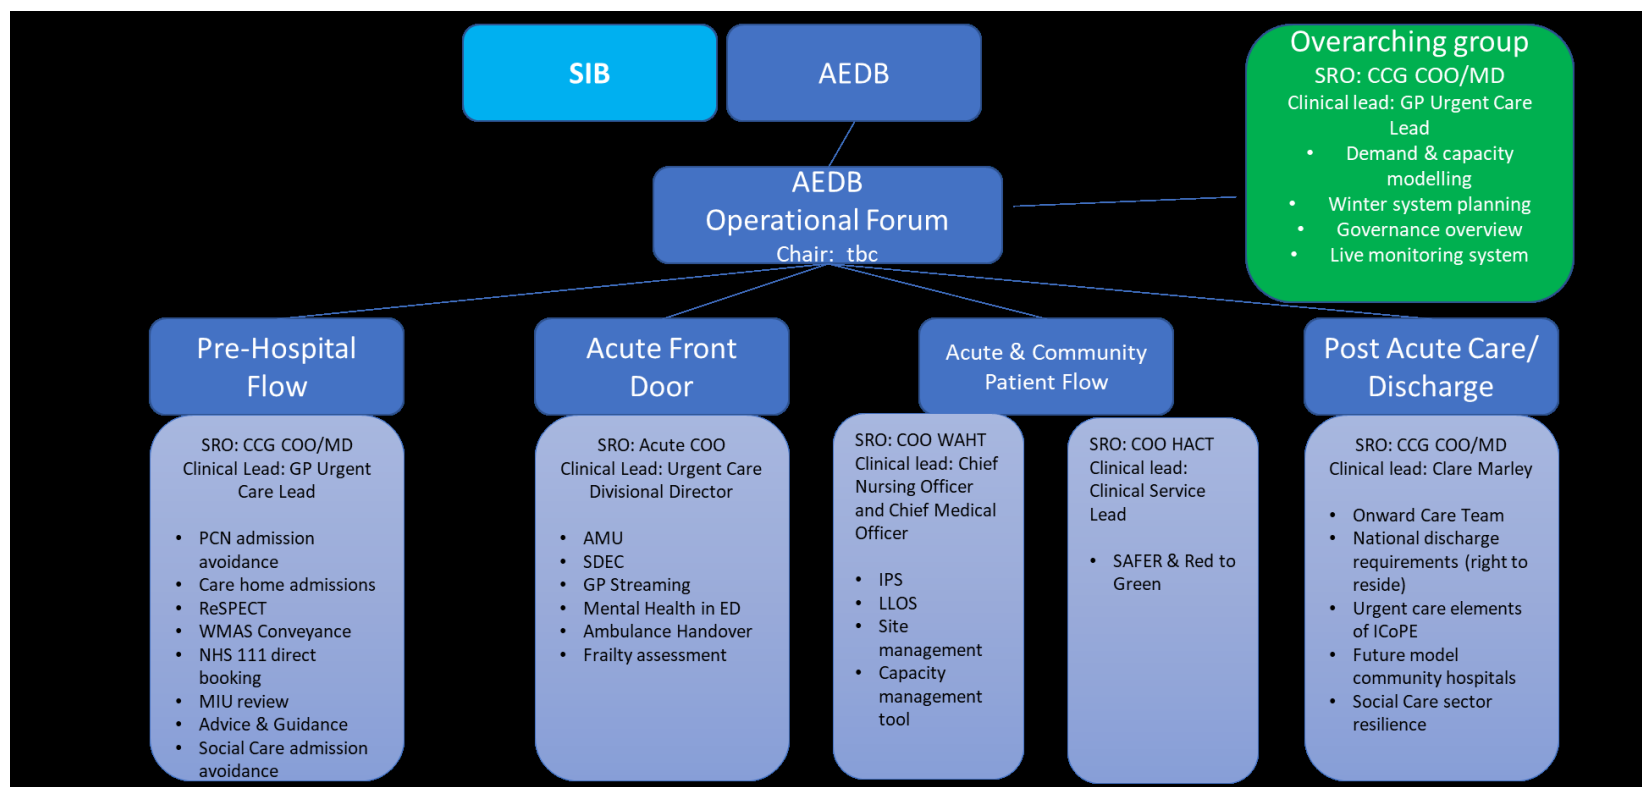 SIB
AEDB
Overarching group
SRO: CCG COO/MD
Clinical lead: GP Urgent Care
Lead
• Demand & capacity
modelling
• Winter system planning
• Governance overview
• Live monitoring system
AEDB
Operational Forum
Chair: tbc
Pre-Hospital
Flow
SRO: CCG COO/MD
Clinical Lead: GP Urgent
Care Lead
• PCN admission
avoidance
• Care home admissions
• ReSPECT
• WMAS Conveyance
• NHS 111 direct
booking
• MIU review
• Advice & Guidance
• Social Care admission
avoidance
Acute Front
Door
SRO: Acute COO
Clinical Lead: Urgent Care
Divisional Director
• AMU
• SDEC
• GP Streaming
• Mental Health in ED
• Ambulance Handover
• Frailty assessment
Acute & Community
Patient Flow
SRO: COO WAHT
Clinical lead: Chief
Nursing Officer
and Chief Medical
Officer
• IPS
• LLOS
• Site
management
• Capacity
management
tool
SRO: COO HACT
Clinical lead:
Clinical Service
Lead
• SAFER & Red to
Green
Post Acute Care/
Discharge
SRO: CCG COO/MD
Clinical lead: Clare Marley
• Onward Care Team
• National discharge
requirements (right to
reside)
• Urgent care elements
of ICoPE
• Future model
community hospitals
• Social Care sector
resilience